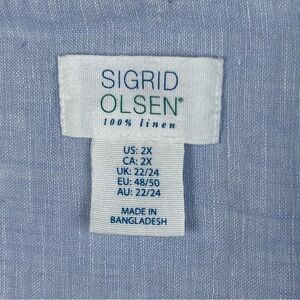 SIGRID
OLSEN®
100% linen
US: 2X
CA: 2X
UK: 22/24
EU: 48/50
AU: 22/24
MADE IN
BANGLADESH